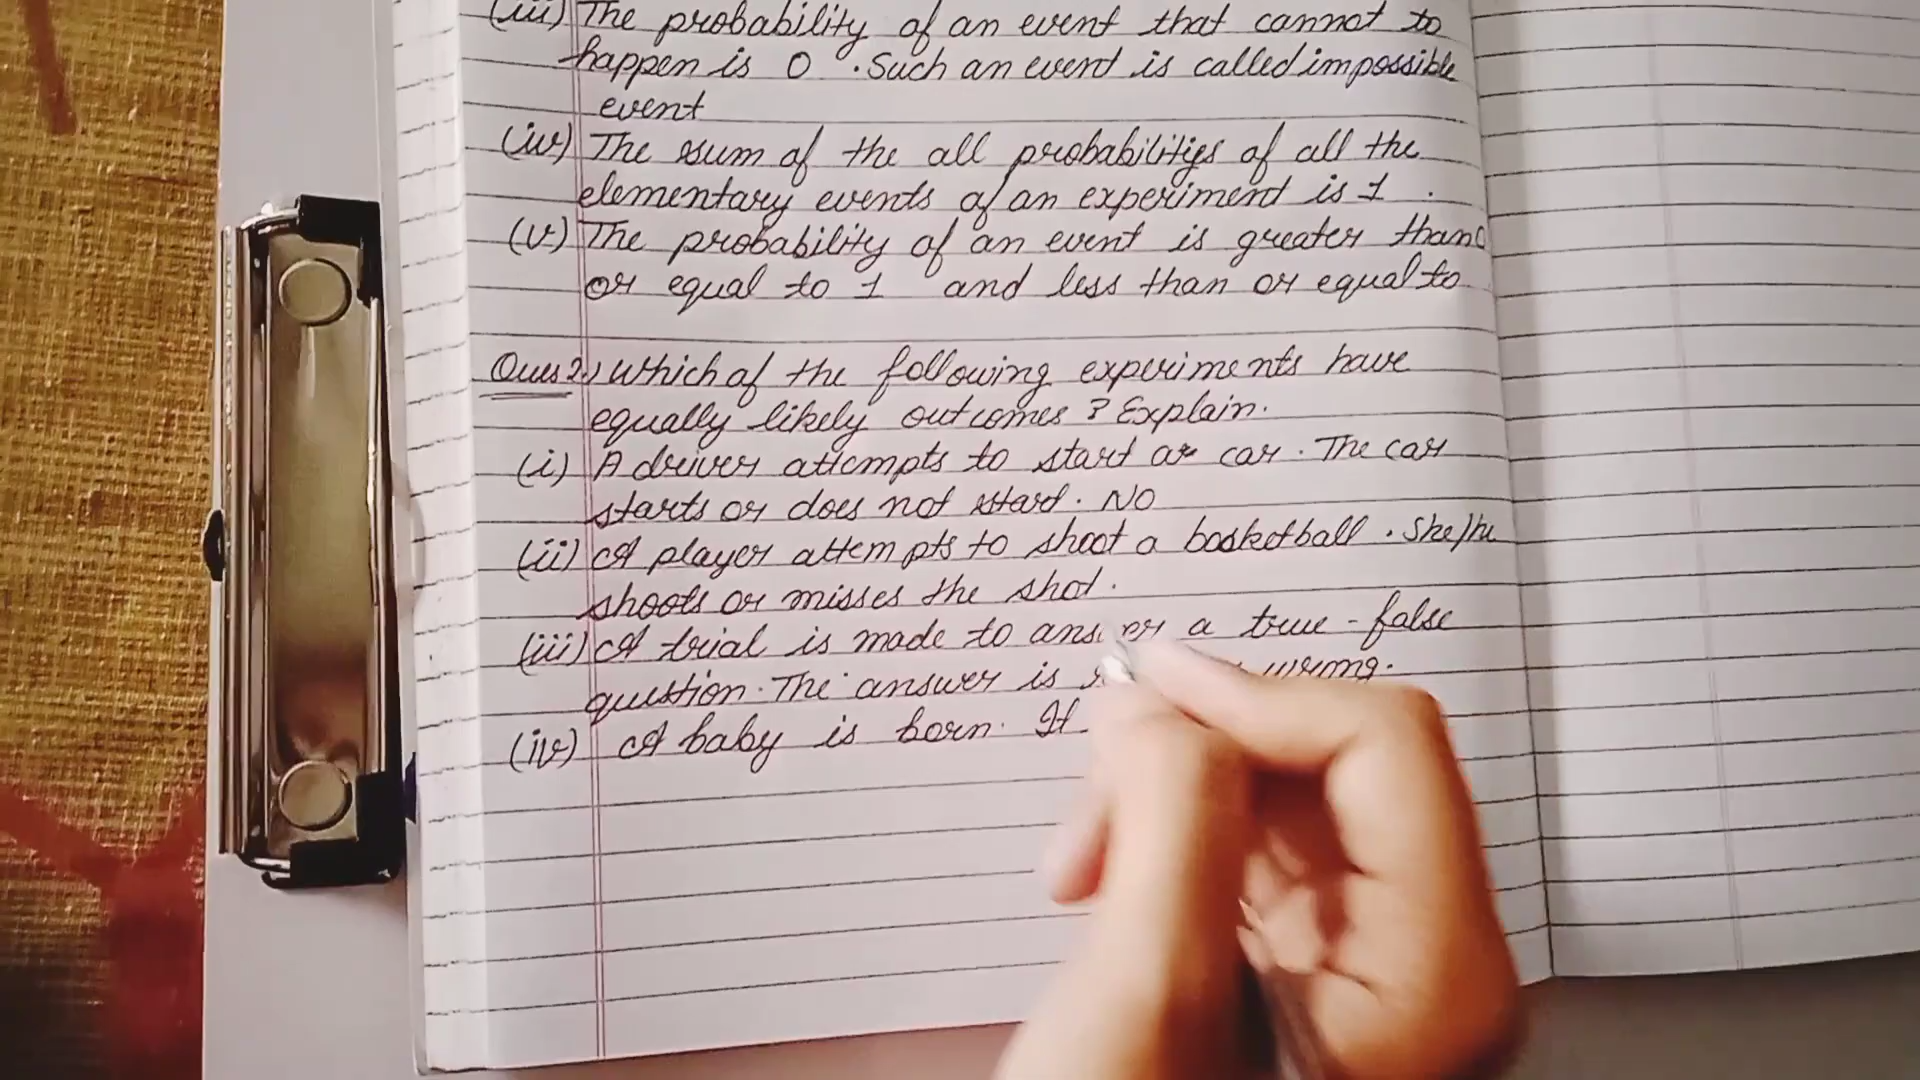 (iii) The probability of an event that cannot to
happen is 0 . Such an event is called impossible
event
(iv) The sum of the all probabilities of all the
elementary events of an experiment is 1 .
(v) The probability of an event is greater than
or equal to 1 and less than or equal to
Ques 2) Which of the following experiments have
equally likely outcomes ? Explain.
(i) A driver attempts to start a car . The car
starts or does not start . NO
(ii) A player attempts to shoot a basketball . She/he
shoots or misses the shot .
(iii) A trial is made to answer a true - false
question . The answer is wrong .
(iv) A baby is born . It